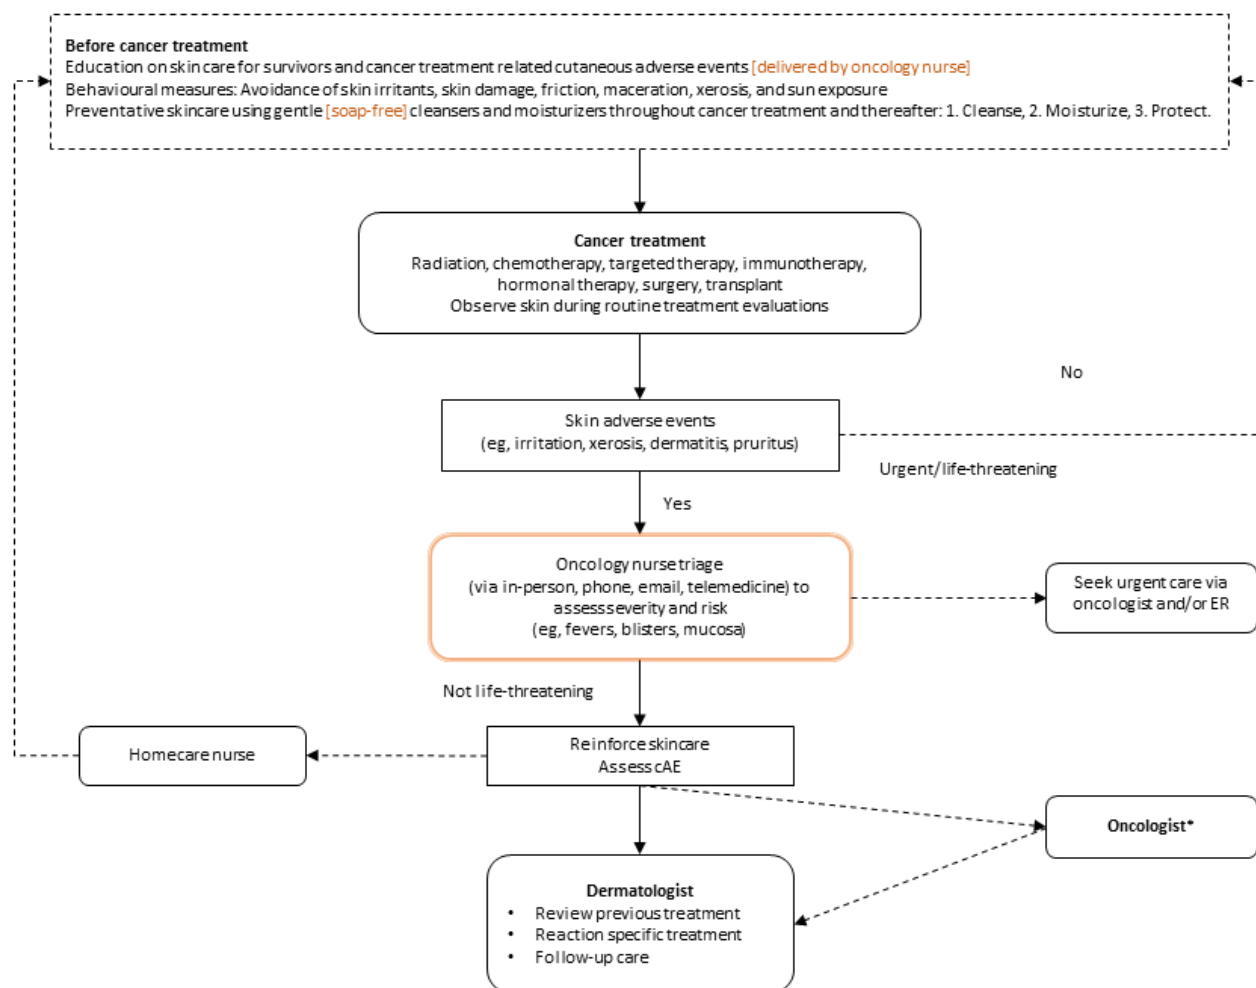 Before cancer treatment
Education on skin care for survivors and cancer treatment related cutaneous adverse events [delivered by oncology nurse]
Behavioural measures: Avoidance of skin irritants, skin damage, friction, maceration, xerosis, and sun exposure
Preventative skincare using gentle [soap-free] cleansers and moisturizers throughout cancer treatment and thereafter: 1. Cleanse, 2. Moisturize, 3. Protect.
Cancer treatment
Radiation, chemotherapy, targeted therapy, immunotherapy,
hormonal therapy, surgery, transplant
Observe skin during routine treatment evaluations
No
Skin adverse events
(eg, irritation, xerosis, dermatitis, pruritus)
Urgent/life-threatening
Yes
Oncology nurse triage
(via in-person, phone, email, telemedicine) to
assess severity and risk
(eg, fevers, blisters, mucosa)
Seek urgent care via
oncologist and/or ER
Not life-threatening
Homecare nurse
Reinforce skincare
Assess cAE
Oncologist*
Dermatologist
• Review previous treatment
• Reaction specific treatment
• Follow-up care